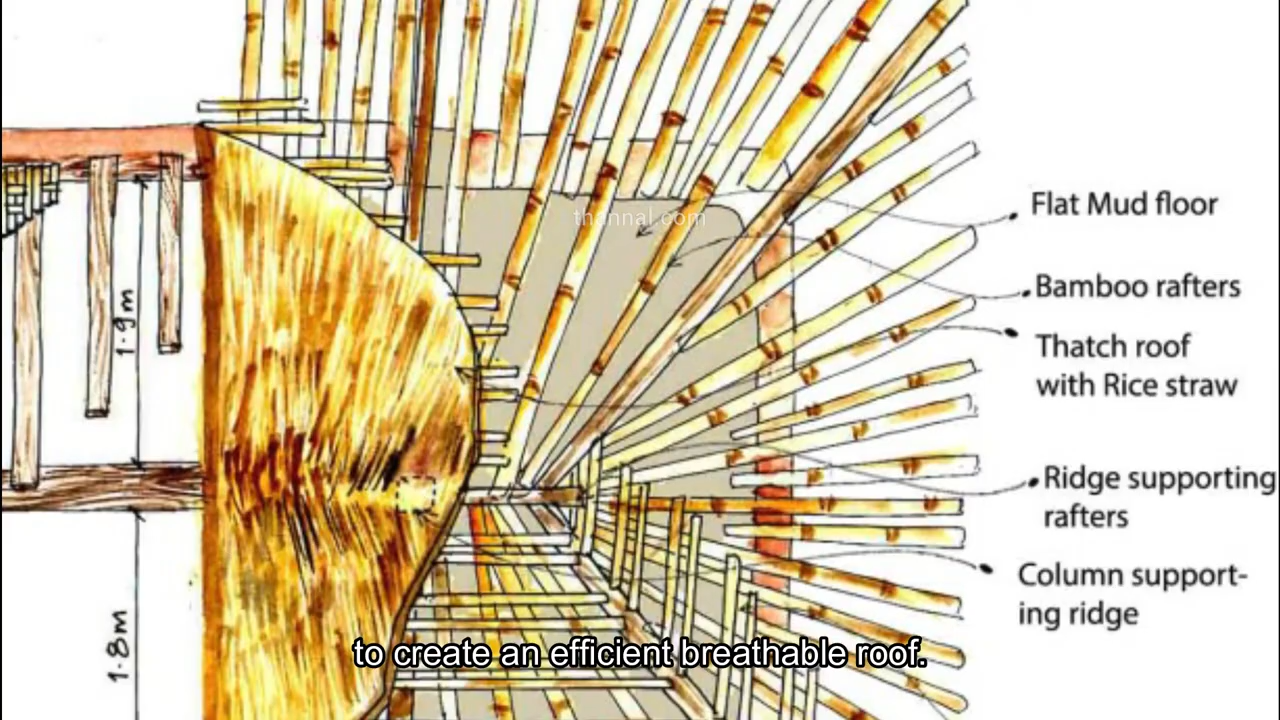 thannal.com
Flat Mud floor
Bamboo rafters
Thatch roof
with Rice straw
1.9m
Ridge supporting
rafters
Column support-
ing ridge
1.8m
to create an efficient breathable roof.